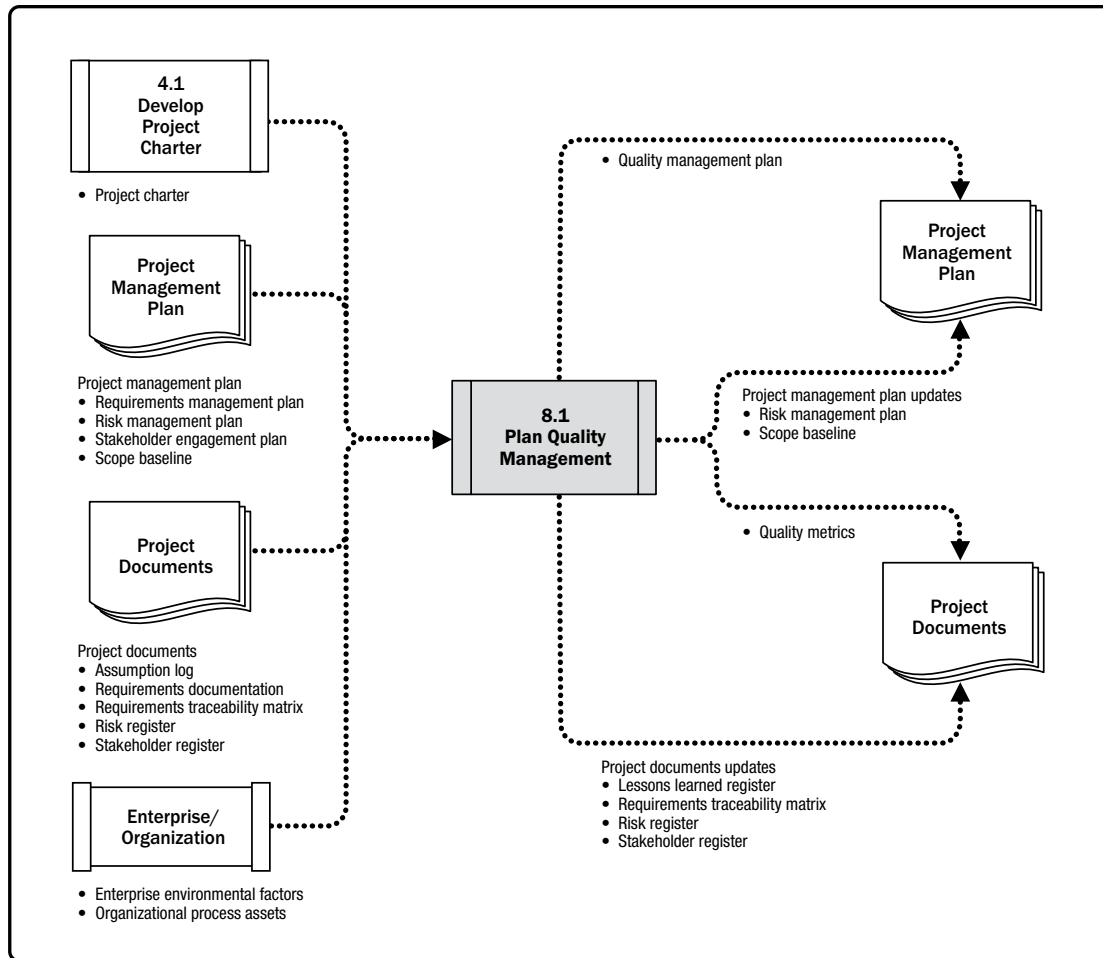 4.1
Develop
Project
Charter
• Project charter
Project
Management
Plan
Project management plan
• Requirements management plan
• Risk management plan
• Stakeholder engagement plan
• Scope baseline
Project
Documents
Project documents
• Assumption log
• Requirements documentation
• Requirements traceability matrix
• Risk register
• Stakeholder register
Enterprise/
Organization
• Enterprise environmental factors
• Organizational process assets
8.1
Plan Quality
Management
• Quality management plan
Project
Management
Plan
Project management plan updates
• Risk management plan
• Scope baseline
• Quality metrics
Project
Documents
Project documents updates
• Lessons learned register
• Requirements traceability matrix
• Risk register
• Stakeholder register